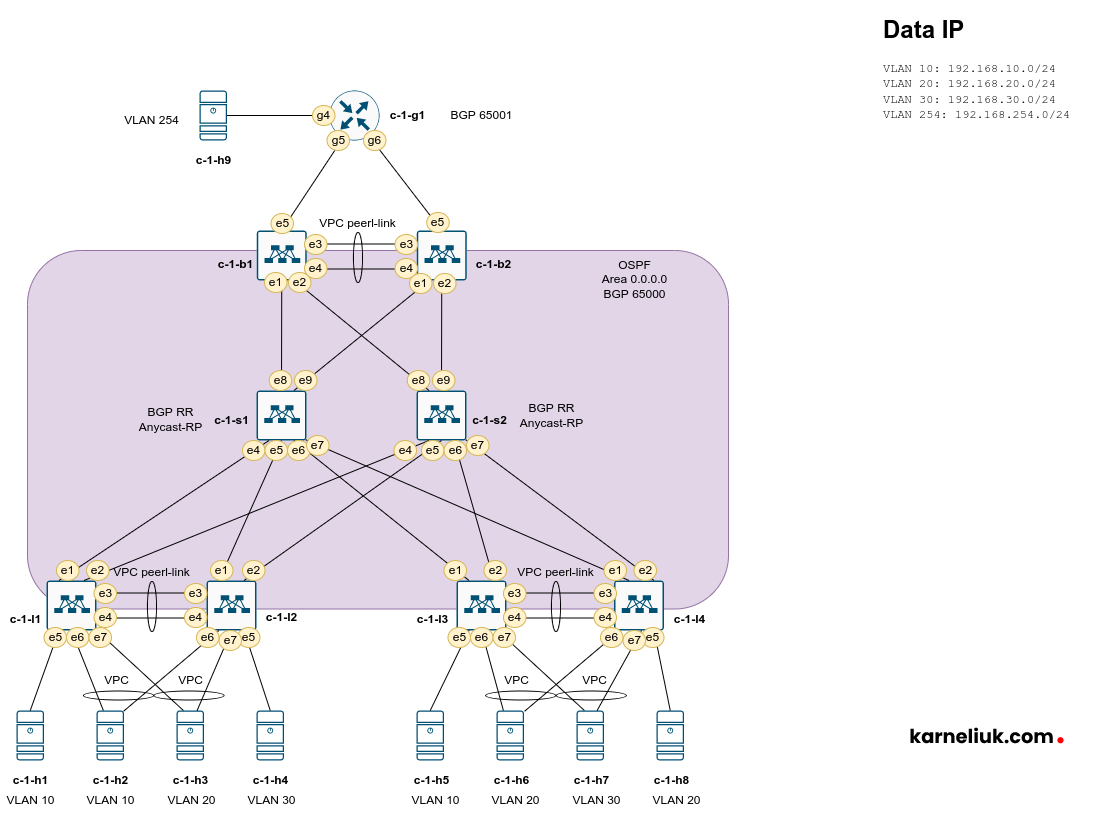 Data IP
VLAN 10: 192.168.10.0/24
VLAN 20: 192.168.20.0/24
VLAN 30: 192.168.30.0/24
VLAN 254: 192.168.254.0/24
VLAN 254
g4
c-1-g1
BGP 65001
g5
g6
c-1-h9
e5
VPC peerl-link
e5
e3
e3
c-1-b1
e4
e4
c-1-b2
e1
e2
e1
e2
OSPF
Area 0.0.0.0
BGP 65000
e8
e9
e8
e9
BGP RR
Anycast-RP
c-1-s1
c-1-s2
BGP RR
Anycast-RP
e4
e5
e6
e7
e4
e5
e6
e7
e1
e2
VPC peerl-link
e1
e2
e1
e2
VPC peerl-link
e1
e2
e3
e3
e3
e3
c-1-l1
e4
e4
c-1-l2
c-1-l3
e4
e4
c-1-l4
e5
e6
e7
e6
e7
e5
e5
e6
e7
e6
e7
e5
VPC
VPC
VPC
VPC
karneliuk.com.
c-1-h1
c-1-h2
c-1-h3
c-1-h4
c-1-h5
c-1-h6
c-1-h7
c-1-h8
VLAN 10
VLAN 10
VLAN 20
VLAN 30
VLAN 10
VLAN 20
VLAN 30
VLAN 20